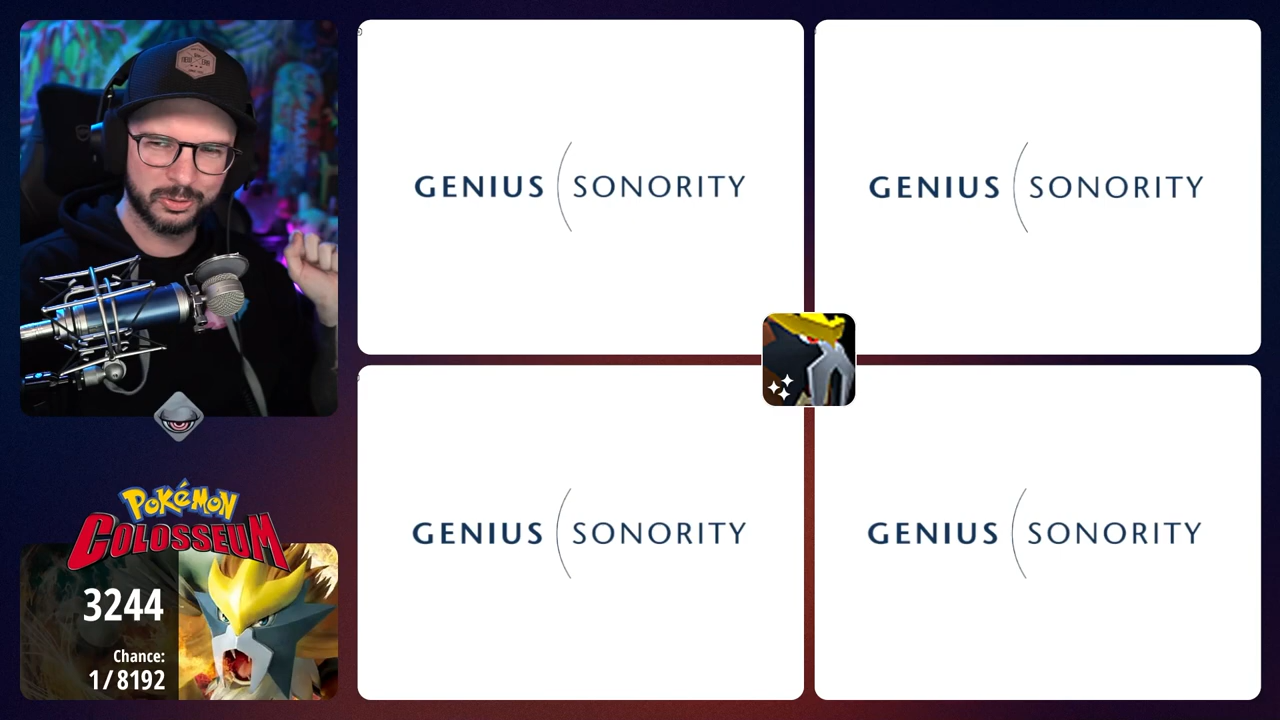 GENIUS SONORITY
GENIUS SONORITY
GENIUS SONORITY
GENIUS SONORITY
POKéMON
COLOSSEUM
3244
Chance:
1/8192